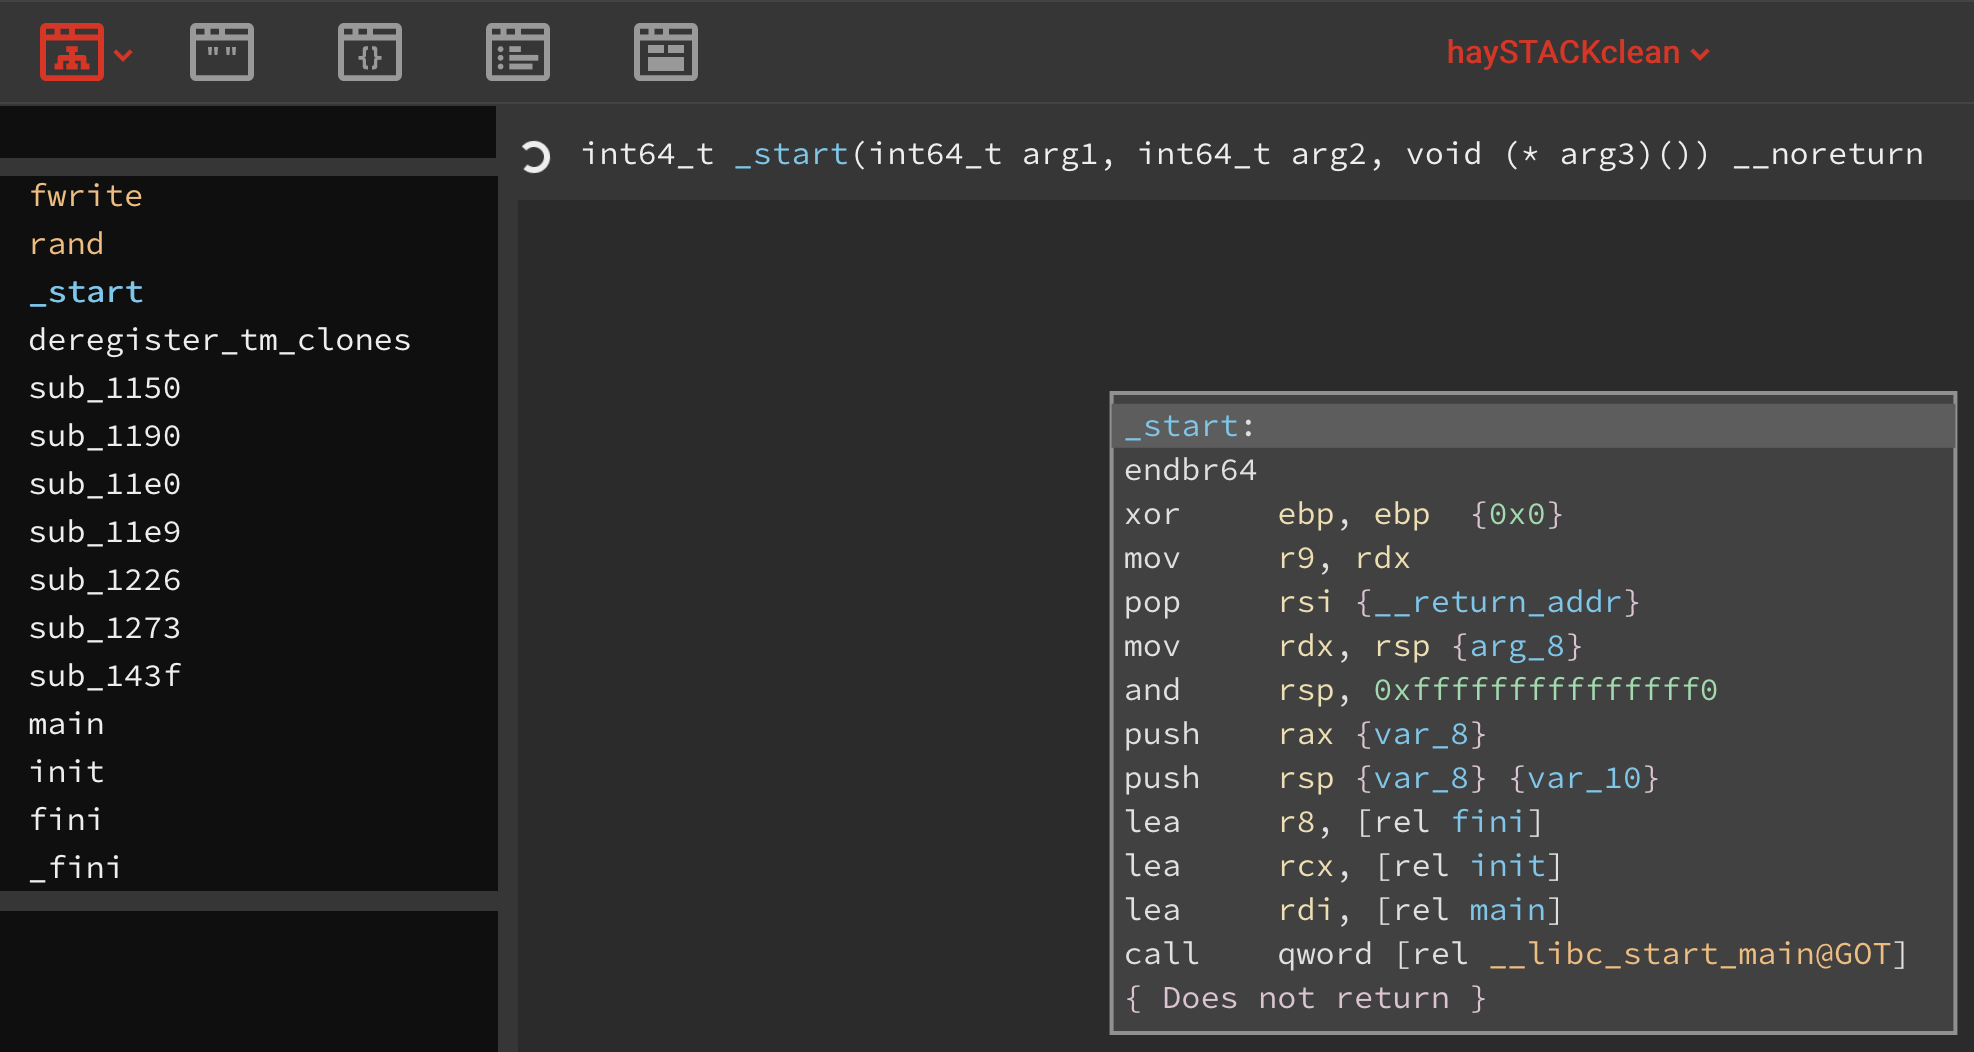 haySTACKclean
fwrite
rand
_start
deregister_tm_clones
sub_1150
sub_1190
sub_11e0
sub_11e9
sub_1226
sub_1273
sub_143f
main
init
fini
_fini
int64_t _start(int64_t arg1, int64_t arg2, void (* arg3)()) __noreturn
_start:
endbr64
xor ebp, ebp {0x0}
mov r9, rdx
pop rsi {__return_addr}
mov rdx, rsp {arg_8}
and rsp, 0xfffffffffffffff0
push rax {var_8}
push rsp {var_8} {var_10}
lea r8, [rel fini]
lea rcx, [rel init]
lea rdi, [rel main]
call qword [rel __libc_start_main@GOT]
{ Does not return }